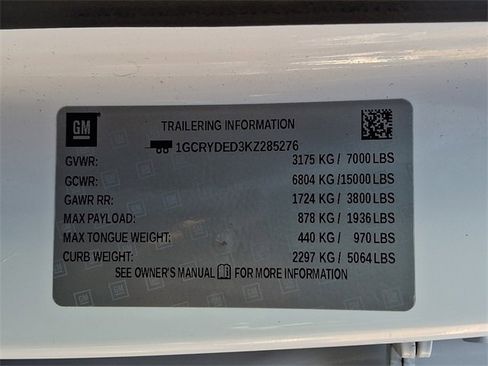 GM
TRAILERING INFORMATION
1GCRYDED3KZ285276
GVWR: 3175 KG / 7000 LBS
GCWR: 6804 KG /15000 LBS
GAWR RR: 1724 KG / 3800 LBS
MAX PAYLOAD: 878 KG / 1936 LBS
MAX TONGUE WEIGHT: 440 KG / 970 LBS
CURB WEIGHT: 2297 KG / 5064 LBS
SEE OWNER'S MANUAL FOR MORE INFORMATION